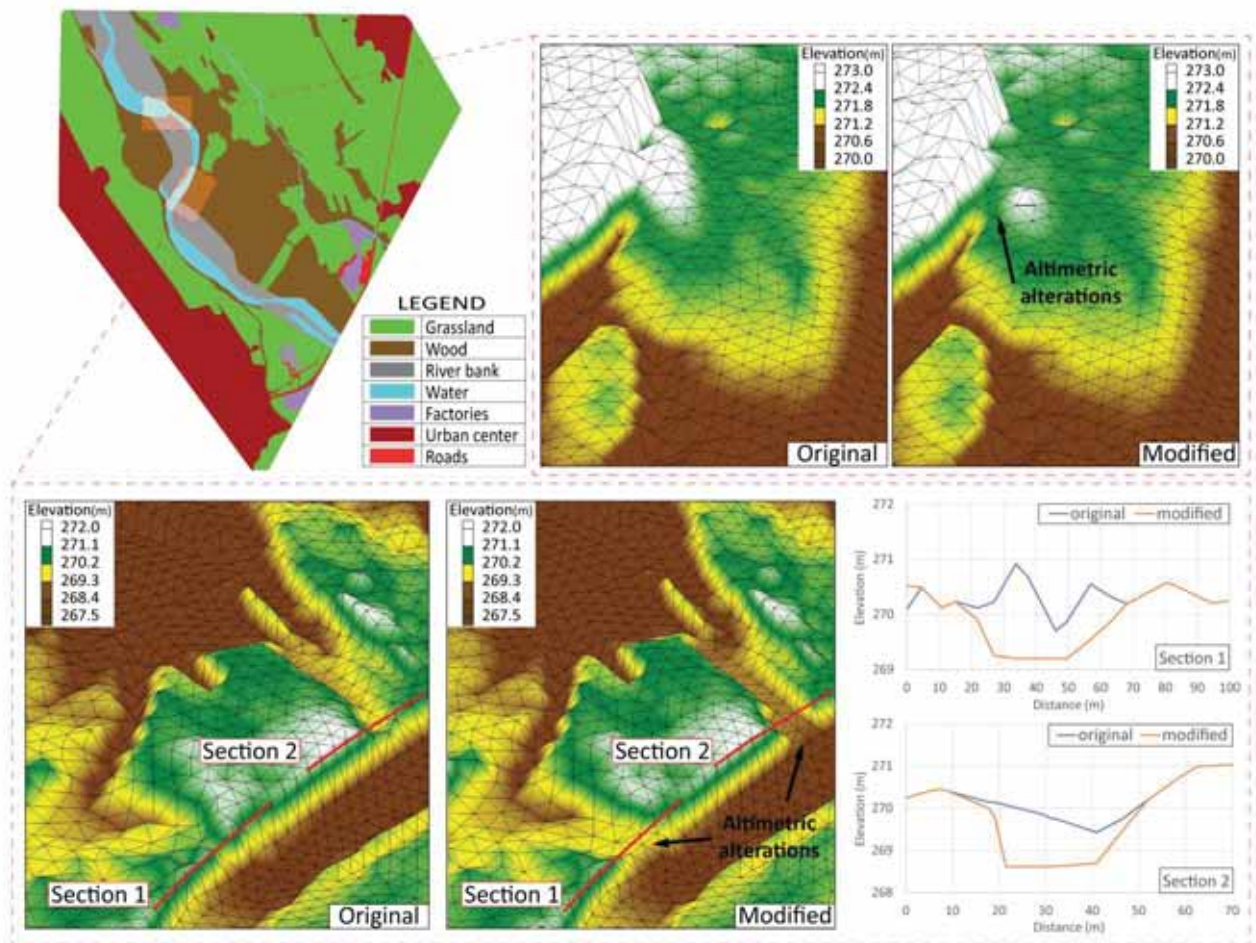 LEGEND
Grassland
Wood
River bank
Water
Factories
Urban center
Roads
Elevation(m)
273.0
272.4
271.8
271.2
270.6
270.0
Altimetric
alterations
Original
Elevation(m)
273.0
272.4
271.8
271.2
270.6
270.0
Modified
Elevation(m)
272.0
271.1
270.2
269.3
268.4
267.5
Section 2
Section 1
Original
Elevation(m)
272.0
271.1
270.2
269.3
268.4
267.5
Section 2
Altimetric
alterations
Section 1
Modified
272
271
270
269
Elevation (m)
original modified
Section 1
0 10 20 30 40 50 60 70 80 90 100
Distance (m)
272
271
270
269
268
Elevation (m)
original modified
Section 2
0 10 20 30 40 50 60 70
Distance (m)